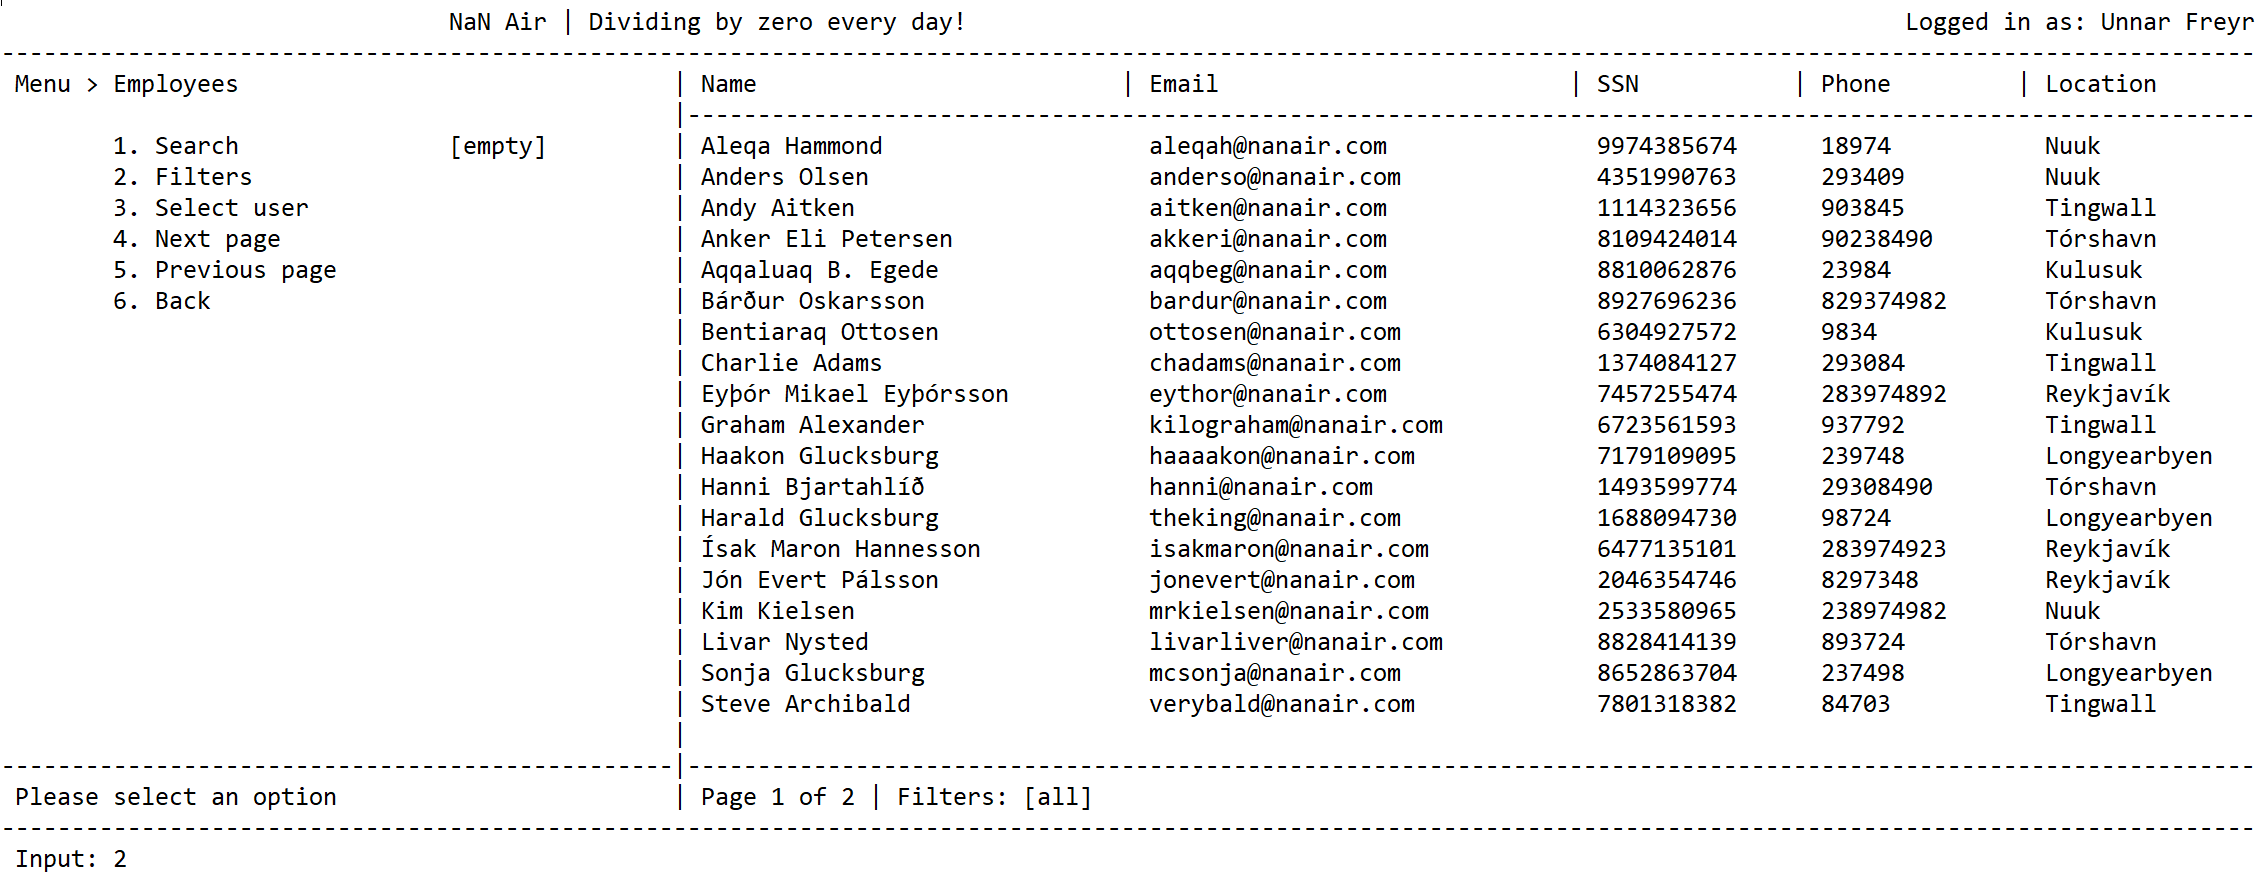 NaN Air | Dividing by zero every day! Logged in as: Unnar Freyr
Menu > Employees | Name | Email | SSN | Phone | Location
1. Search [empty] | Aleqa Hammond aleqah@nanair.com 9974385674 18974 Nuuk
2. Filters | Anders Olsen anderso@nanair.com 4351990763 293409 Nuuk
3. Select user | Andy Aitken aitken@nanair.com 1114323656 903845 Tingwall
4. Next page | Anker Eli Petersen akkeri@nanair.com 8109424014 90238490 Tórshavn
5. Previous page | Aqqaluaq B. Egede aqqbeg@nanair.com 8810062876 23984 Kulusuk
6. Back | Bárður Oskarsson bardur@nanair.com 8927696236 829374982 Tórshavn
| Bentiaraq Ottosen ottosen@nanair.com 6304927572 9834 Kulusuk
| Charlie Adams chadams@nanair.com 1374084127 293084 Tingwall
| Eyþór Mikael Eyþórsson eythor@nanair.com 7457255474 283974892 Reykjavík
| Graham Alexander kilograham@nanair.com 6723561593 937792 Tingwall
| Haakon Glucksburg haaaakon@nanair.com 7179109095 239748 Longyearbyen
| Hanni Bjartahlíð hanni@nanair.com 1493599774 29308490 Tórshavn
| Harald Glucksburg theking@nanair.com 1688094730 98724 Longyearbyen
| Ísak Maron Hannesson isakmaron@nanair.com 6477135101 283974923 Reykjavík
| Jón Evert Pálsson jonevert@nanair.com 2046354746 8297348 Reykjavík
| Kim Kielsen mrkielsen@nanair.com 2533580965 238974982 Nuuk
| Livar Nysted livarliver@nanair.com 8828414139 893724 Tórshavn
| Sonja Glucksburg mcsonja@nanair.com 8652863704 237498 Longyearbyen
| Steve Archibald verybald@nanair.com 7801318382 84703 Tingwall
Please select an option | Page 1 of 2 | Filters: [all]
Input: 2